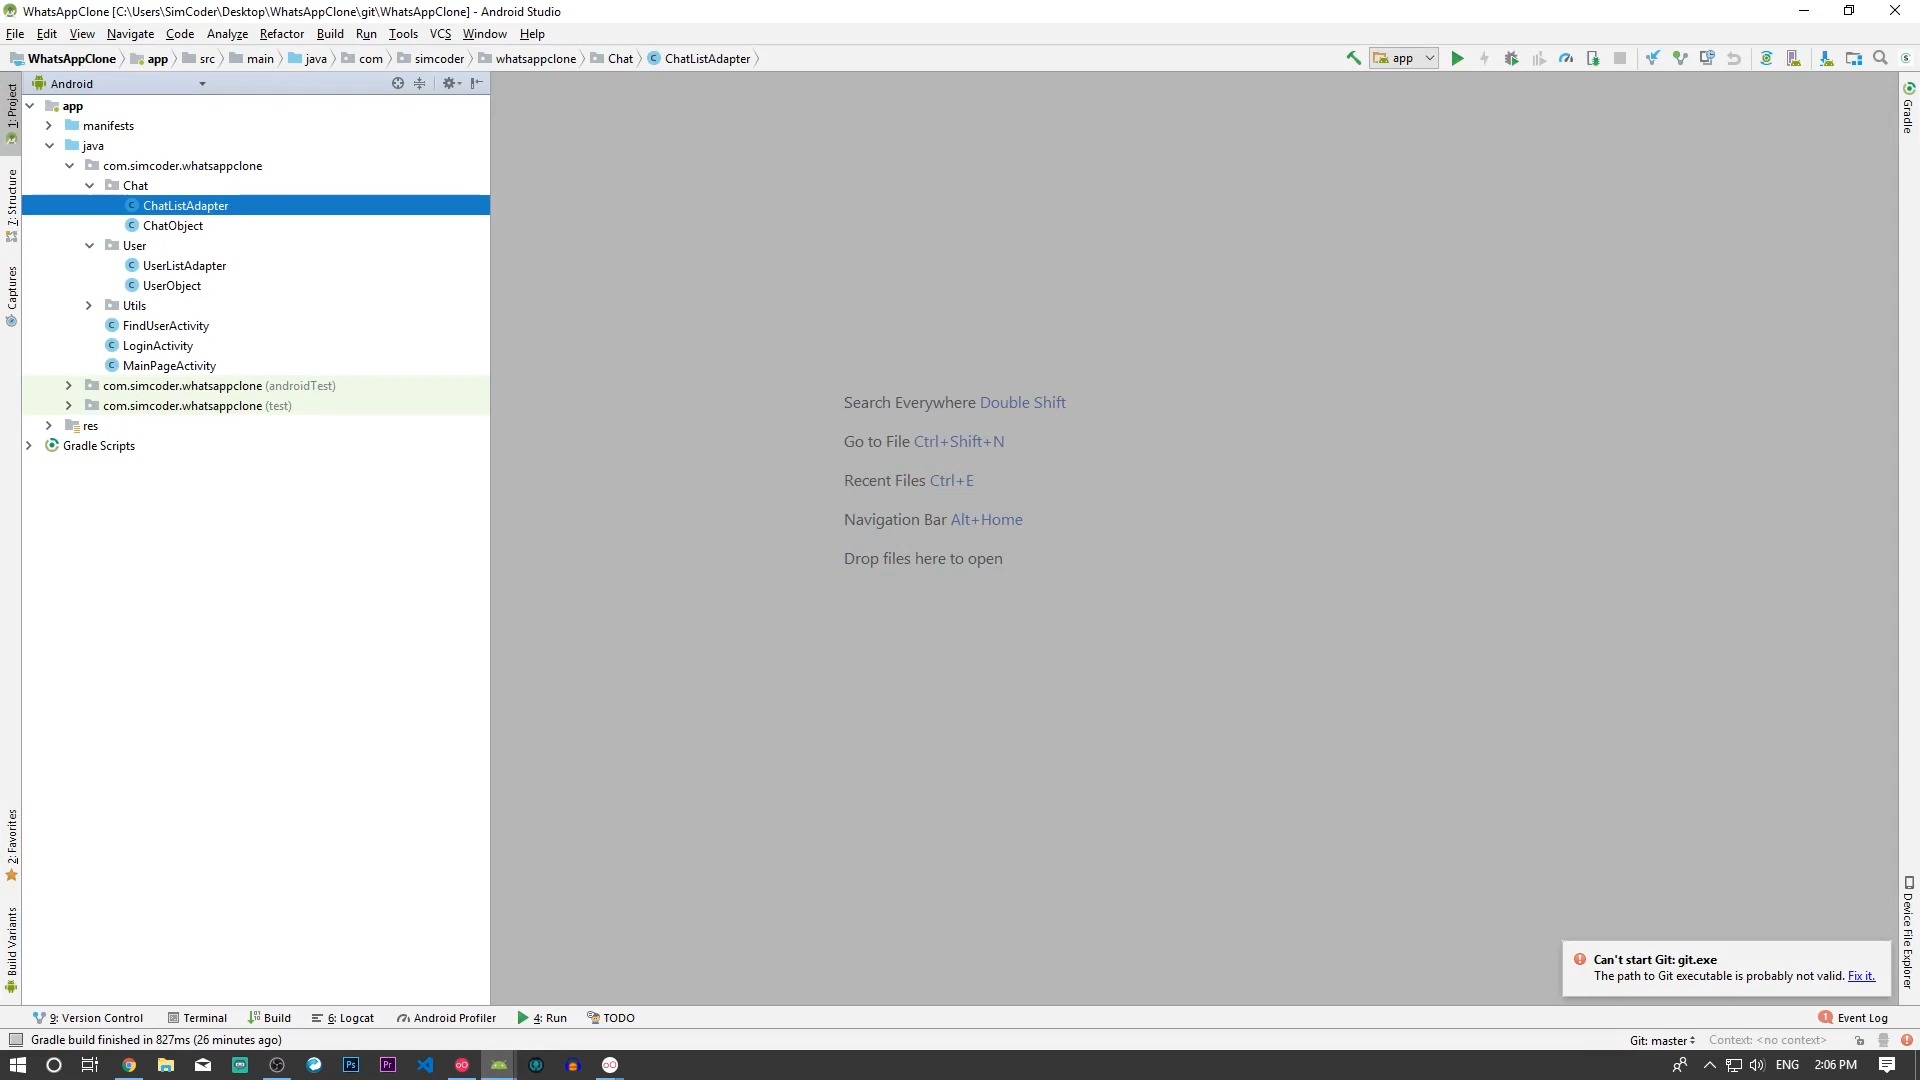 WhatsAppClone [C:\Users\SimCoder\Desktop\WhatsAppClone\git\WhatsAppClone] - Android Studio
File Edit View Navigate Code Analyze Refactor Build Run Tools VCS Window Help
WhatsAppClone app src main java com simcoder whatsappclone Chat ChatListAdapter
app
Android
1: Project
7: Structure
Captures
2: Favorites
Build Variants
app
manifests
java
com.simcoder.whatsappclone
Chat
ChatListAdapter
ChatObject
User
UserListAdapter
UserObject
Utils
FindUserActivity
LoginActivity
MainPageActivity
com.simcoder.whatsappclone (androidTest)
com.simcoder.whatsappclone (test)
res
Gradle Scripts
Search Everywhere Double Shift
Go to File Ctrl+Shift+N
Recent Files Ctrl+E
Navigation Bar Alt+Home
Drop files here to open
Gradle
Device File Explorer
Can't start Git: git.exe
The path to Git executable is probably not valid. Fix it.
9: Version Control Terminal Build 6: Logcat Android Profiler 4: Run TODO
1 Event Log
Gradle build finished in 827ms (26 minutes ago)
Git: master Context: <no context>
Ps Pr
ENG 2:06 PM